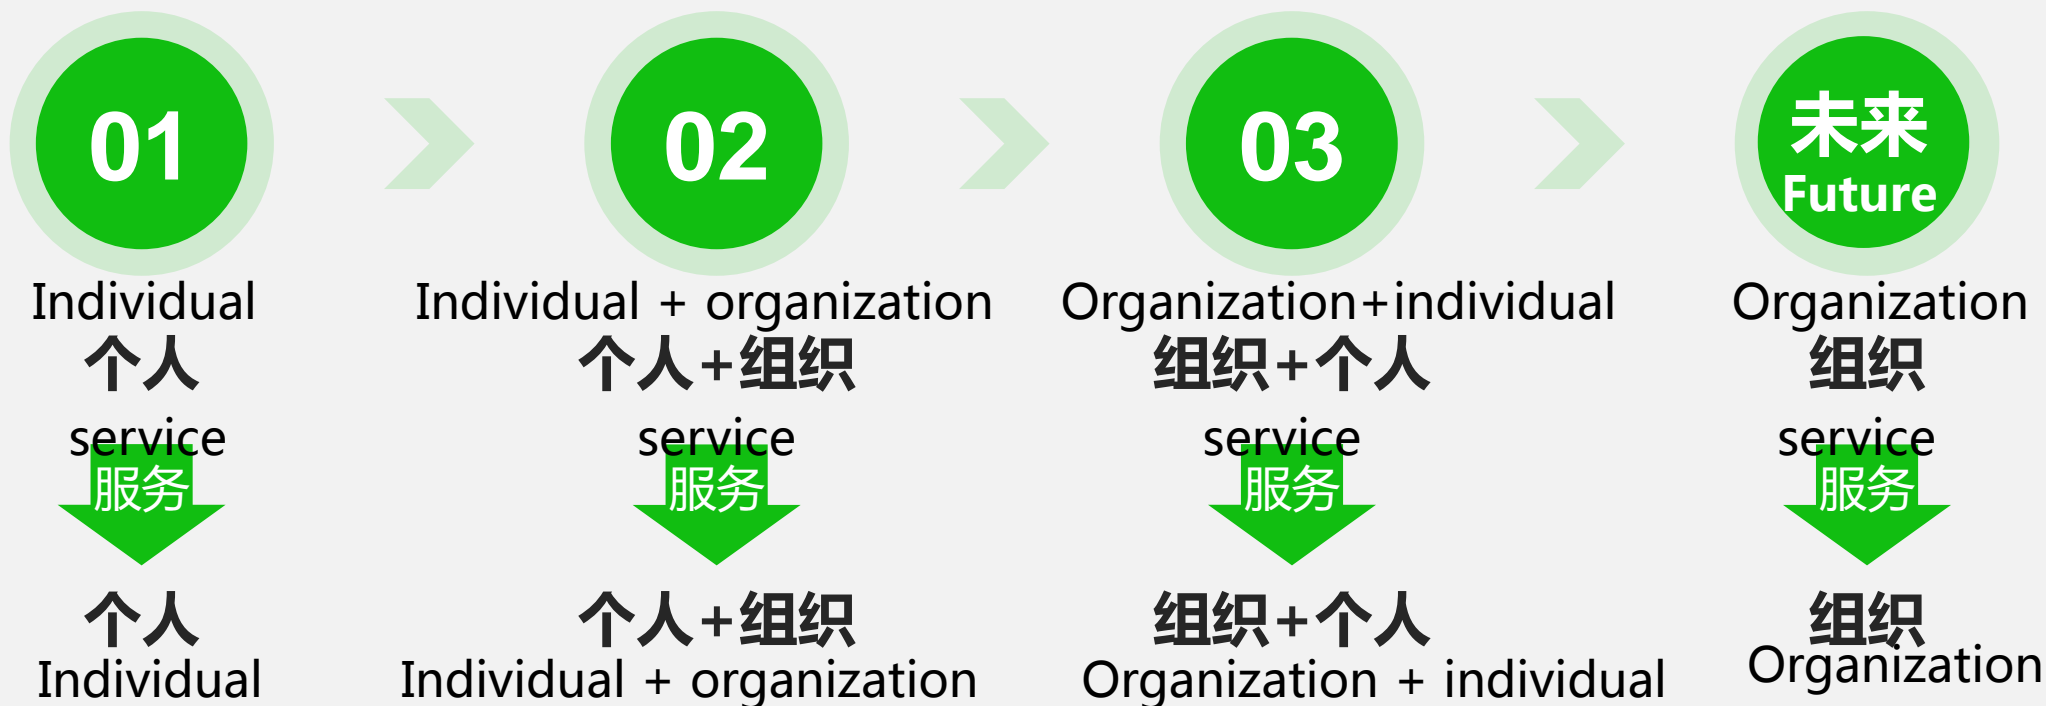 01
02
03
未来
Future
Individual
Individual + organization
Organization+individual
Organization
个人
个人+组织
组织+个人
组织
service
service
service
service
服务
服务
服务
服务
个人
个人+组织
组织+个人
组织
Individual
Individual + organization
Organization + individual
Organization